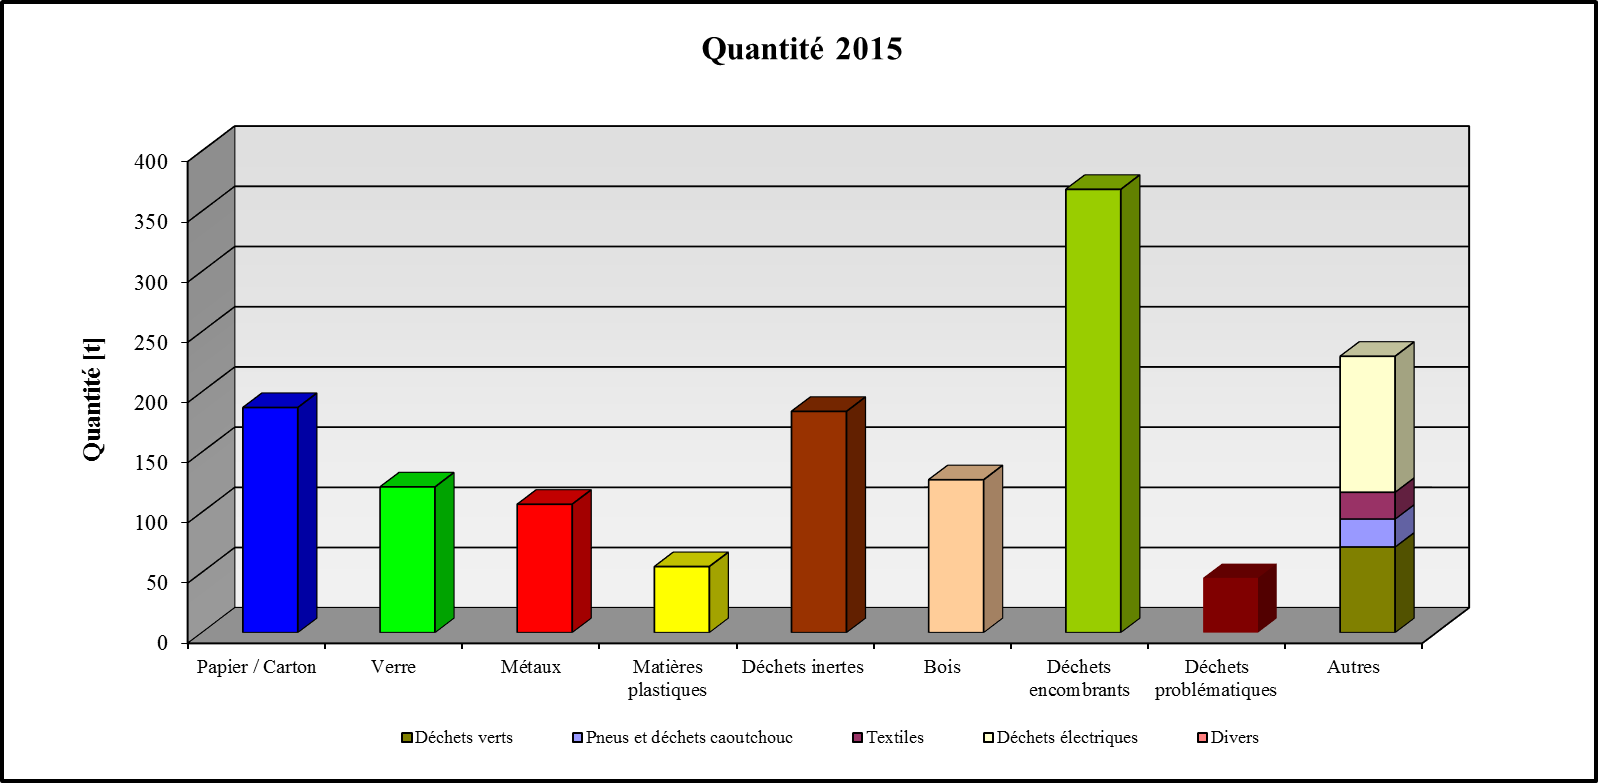 Quantité 2015
Quantité [t]
400
350
300
250
200
150
100
50
0
Papier / Carton
Verre
Métaux
Matières
plastiques
Déchets inertes
Bois
Déchets
encombrants
Déchets
problématiques
Autres
Déchets verts
Pneus et déchets caoutchouc
Textiles
Déchets électriques
Divers